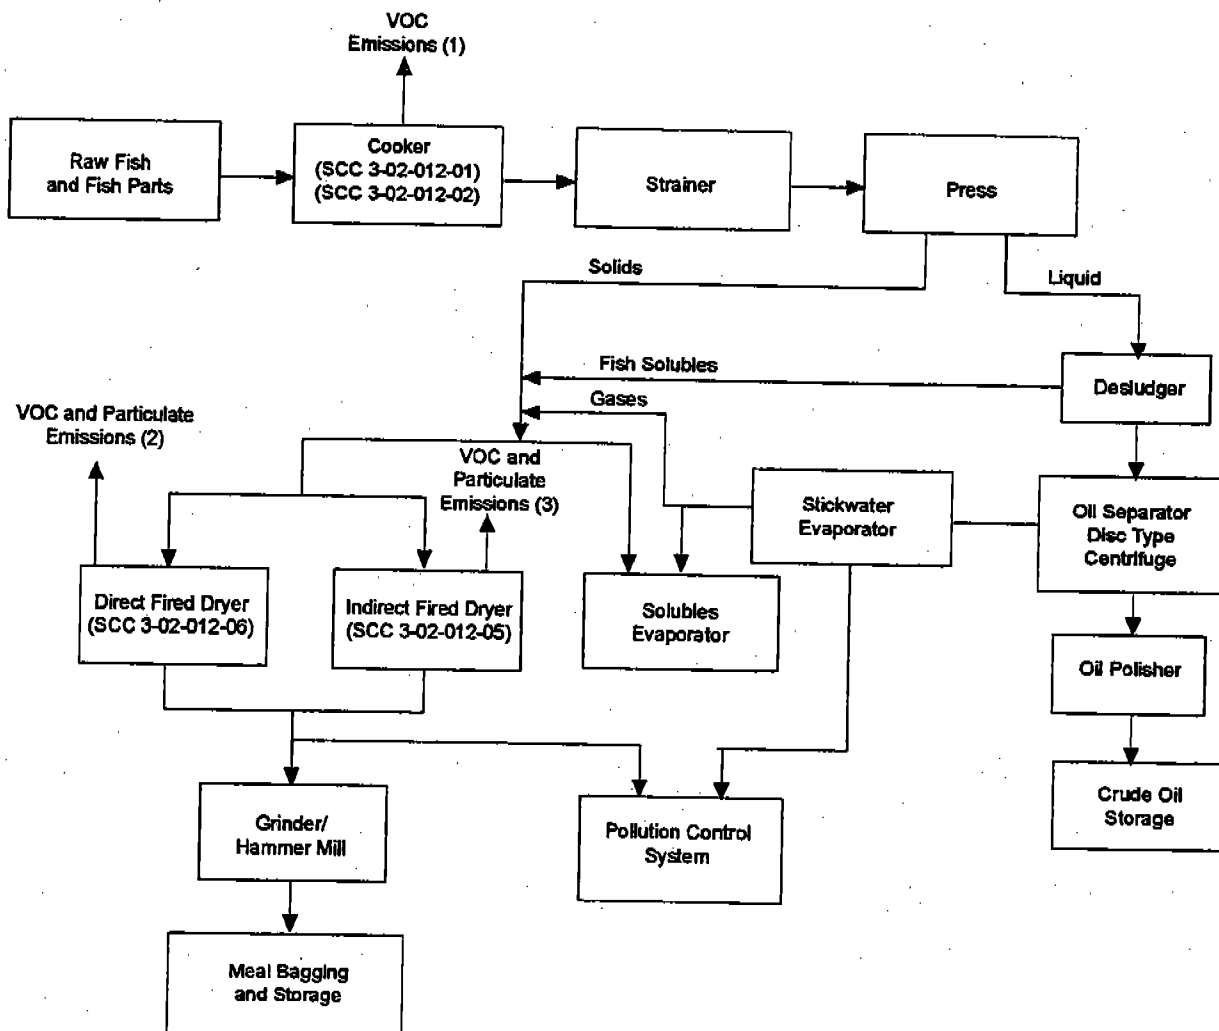 VOC
Emissions (1)
Raw Fish
and Fish Parts
Cooker
(SCC 3-02-012-01)
(SCC 3-02-012-02)
Strainer
Press
Solids
Liquid
Fish Solubles
Desludger
Gases
VOC and Particulate
Emissions (2)
VOC and
Particulate
Emissions (3)
Stickwater
Evaporator
Oil Separator
Disc Type
Centrifuge
Direct Fired Dryer
(SCC 3-02-012-06)
Indirect Fired Dryer
(SCC 3-02-012-05)
Solubles
Evaporator
Oil Polisher
Grinder/
Hammer Mill
Pollution Control
System
Crude Oil
Storage
Meal Bagging
and Storage